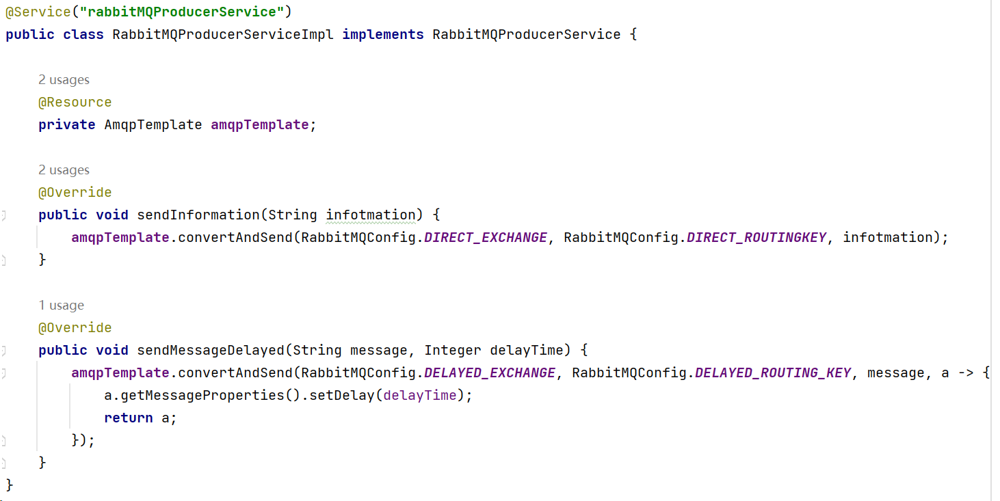 @Service("rabbitMQProducerService")
public class RabbitMQProducerServiceImpl implements RabbitMQProducerService {
2 usages
@Resource
private AmqpTemplate amqpTemplate;
2 usages
@Override
public void sendInformation(String infotmation) {
amqpTemplate.convertAndSend(RabbitMQConfig.DIRECT_EXCHANGE, RabbitMQConfig.DIRECT_ROUTINGKEY, infotmation);
}
1 usage
@Override
public void sendMessageDelayed(String message, Integer delayTime) {
amqpTemplate.convertAndSend(RabbitMQConfig.DELAYED_EXCHANGE, RabbitMQConfig.DELAYED_ROUTING_KEY, message, a -> {
a.getMessageProperties().setDelay(delayTime);
return a;
});
}
}